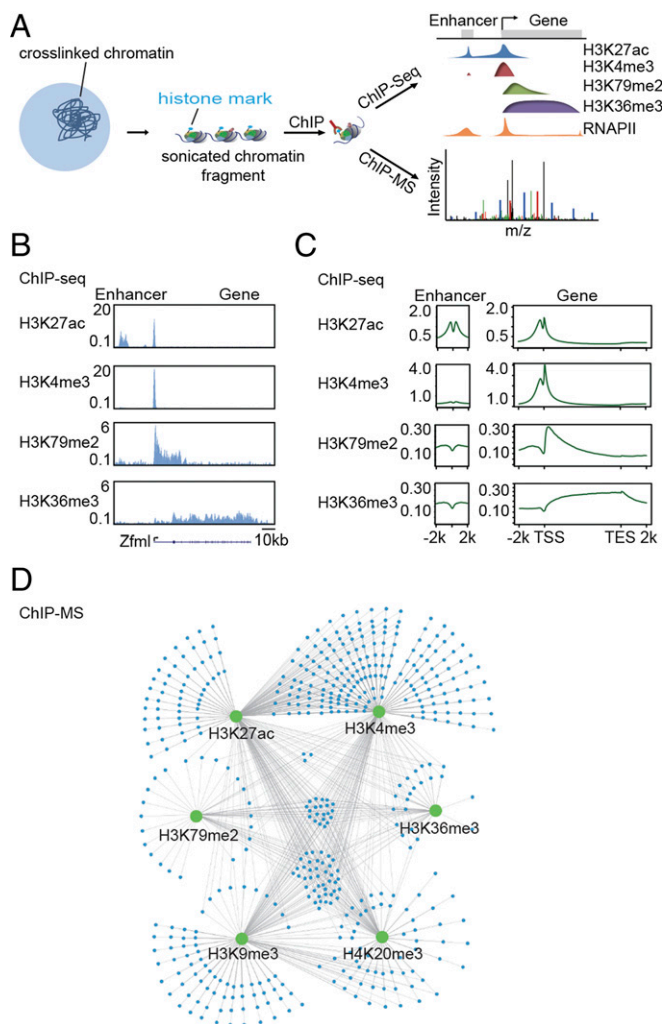 A
crosslinked chromatin
histone mark
sonicated chromatin
fragment
ChIP
ChIP-Seq
ChIP-MS
Enhancer Gene
H3K27ac
H3K4me3
H3K79me2
H3K36me3
RNAPII
Intensity
m/z
B
ChIP-seq
Enhancer Gene
H3K27ac 20 0.1
H3K4me3 20 0.1
H3K79me2 6 0.1
H3K36me3 6 0.1
Zfml 10kb
C
ChIP-seq
Enhancer Gene
H3K27ac 2.0 0.5 2.0 0.5
H3K4me3 4.0 1.0 4.0 1.0
H3K79me2 0.30 0.10 0.30 0.10
H3K36me3 0.30 0.10 0.30 0.10
-2k 2k -2k TSS TES 2k
D
ChIP-MS
H3K27ac H3K4me3
H3K79me2 H3K36me3
H3K9me3 H4K20me3